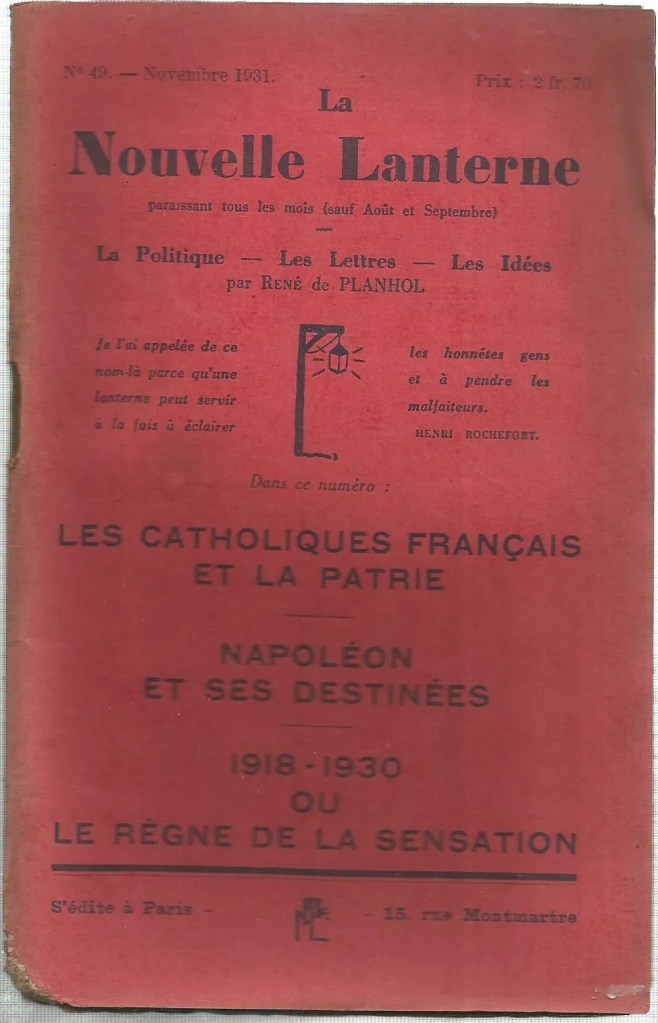 Nº 49. — Novembre 1931.
Prix : 2 fr. 70
La
Nouvelle Lanterne
paraissant tous les mois (sauf Août et Septembre)
La Politique — Les Lettres — Les Idées
par RENÉ de PLANHOL
Je l'ai appelée de ce
nom-là parce qu'une
lanterne peut servir
à la fois à éclairer
les honnêtes gens
et à pendre les
malfaiteurs.
HENRI ROCHEFORT.
Dans ce numéro :
LES CATHOLIQUES FRANÇAIS
ET LA PATRIE
NAPOLÉON
ET SES DESTINÉES
1918 - 1930
OU
LE RÈGNE DE LA SENSATION
S'édite à Paris - - 15, rue Montmartre